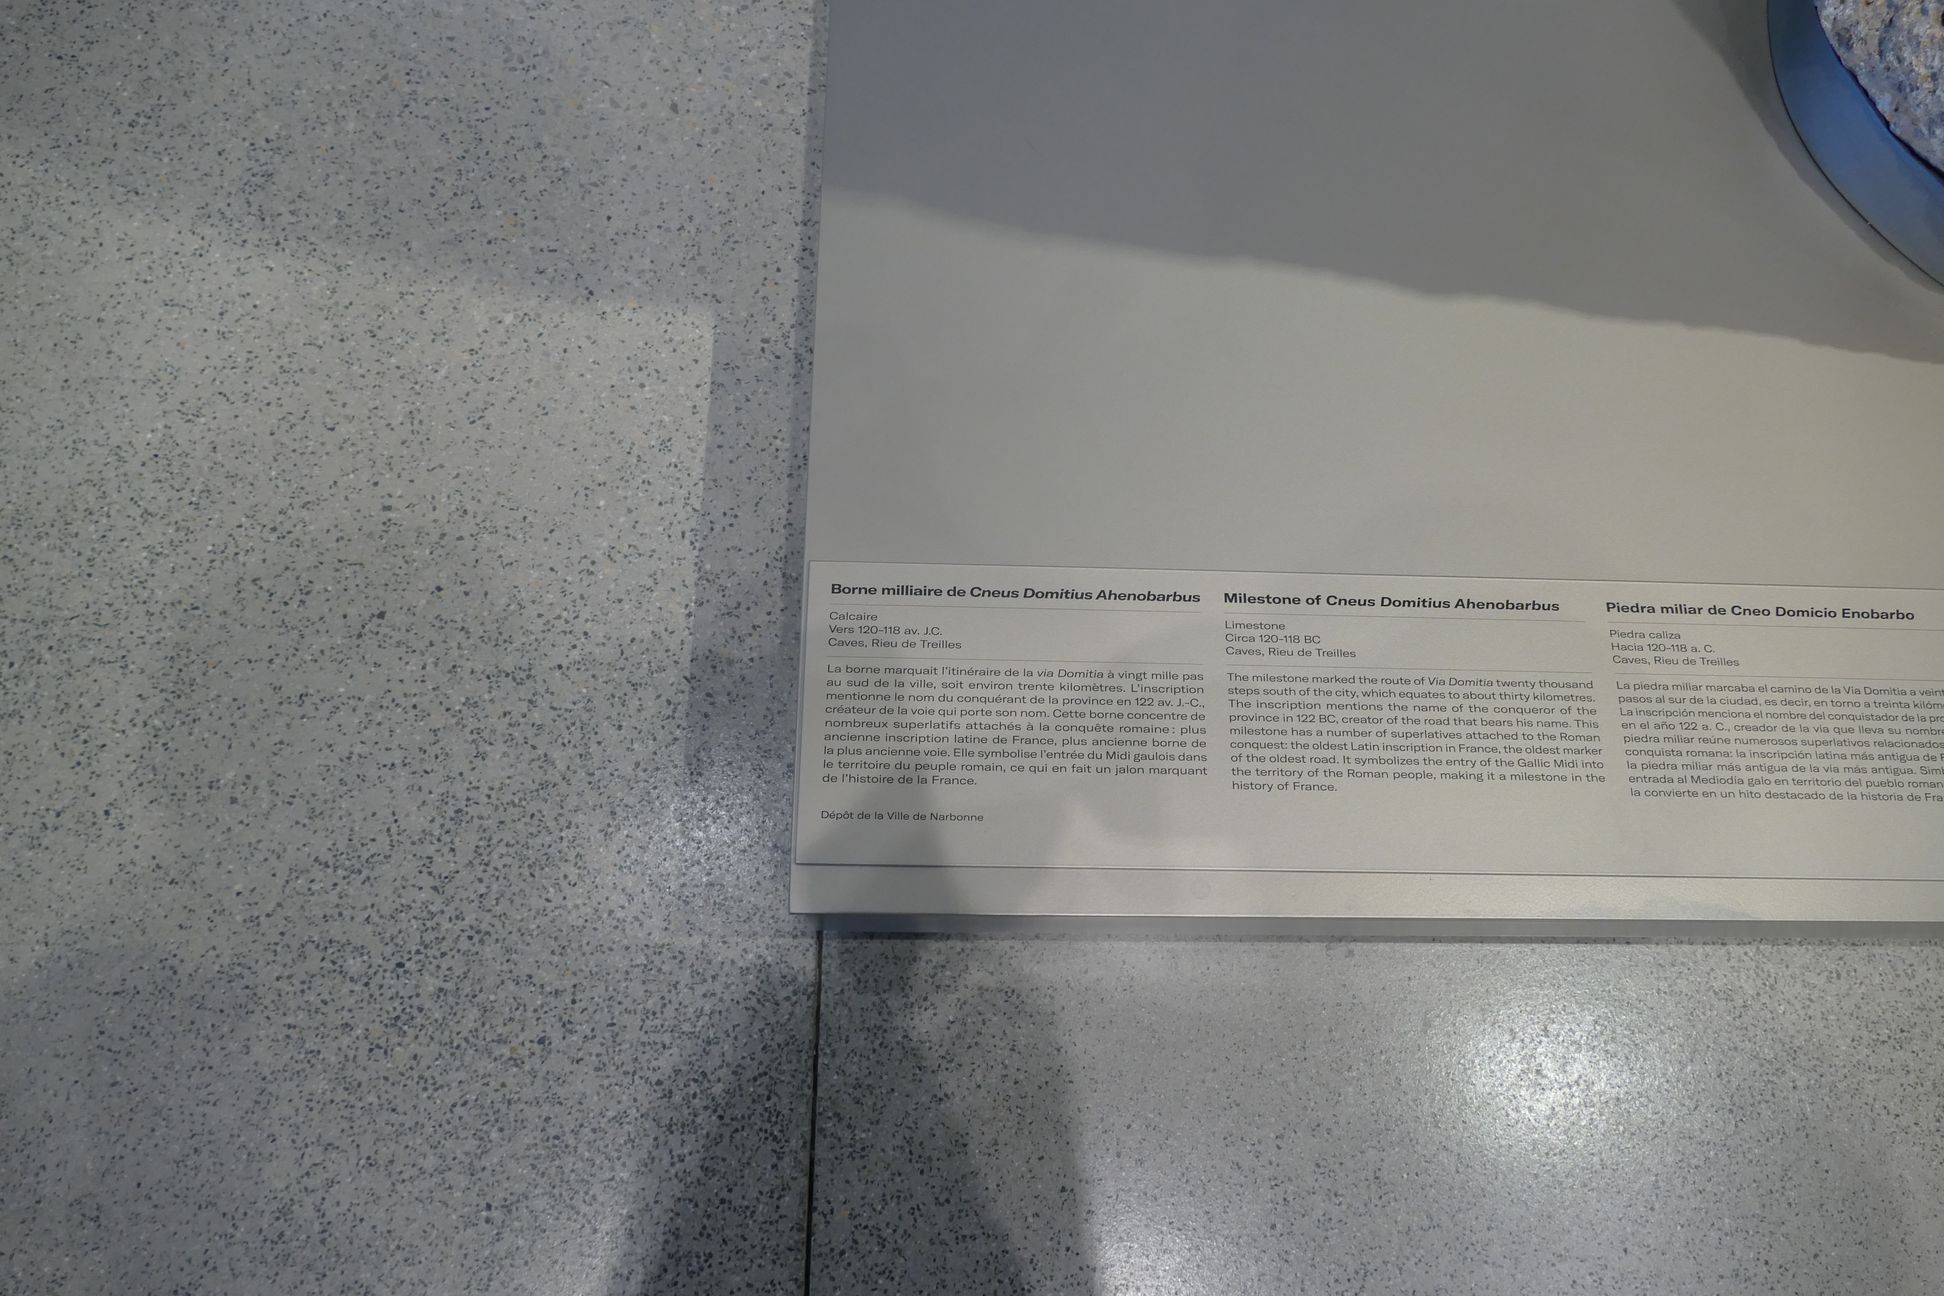 Borne milliaire de Cneus Domitius Ahenobarbus
Calcaire
Vers 120-118 av. J.C.
Caves, Rieu de Treilles
La borne marquait l'itinéraire de la via Domitia à vingt mille pas
au sud de la ville, soit environ trente kilomètres. L'inscription
mentionne le nom du conquérant de la province en 122 av. J.-C.,
créateur de la voie qui porte son nom. Cette borne concentre de
nombreux superlatifs attachés à la conquête romaine : plus
ancienne inscription latine de France, plus ancienne borne de
la plus ancienne voie. Elle symbolise l'entrée du Midi gaulois dans
le territoire du peuple romain, ce qui en fait un jalon marquant
de l'histoire de la France.
Dépôt de la Ville de Narbonne
Milestone of Cneus Domitius Ahenobarbus
Limestone
Circa 120-118 BC
Caves, Rieu de Treilles
The milestone marked the route of Via Domitia twenty thousand
steps south of the city, which equates to about thirty kilometres.
The inscription mentions the name of the conqueror of the
province in 122 BC, creator of the road that bears his name. This
milestone has a number of superlatives attached to the Roman
conquest: the oldest Latin inscription in France, the oldest marker
of the oldest road. It symbolizes the entry of the Gallic Midi into
the territory of the Roman people, making it a milestone in the
history of France.
Piedra miliar de Cneo Domicio Enobarbo
Piedra caliza
Hacia 120-118 a. C.
Caves, Rieu de Treilles
La piedra miliar marcaba el camino de la Via Domitia a
pasos al sur de la ciudad, es decir, en torno a treinta
La inscripción menciona el nombre del conquistador de la
en el año 122 a. C., creador de la vía que lleva su nombre
piedra miliar reúne numerosos superlativos relacionados
conquista romana: la inscripción latina más antigua de
la piedra miliar más antigua de la vía más antigua.
entrada al Mediodía galo en territorio del pueblo
la convierte en un hito destacado de la historia de